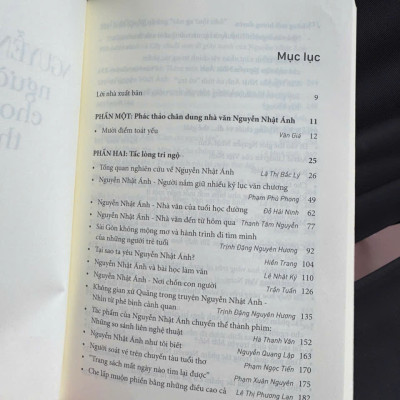 Mục lục
Lời nhà xuất bản 9
PHẦN MỘT: Phác thảo chân dung nhà văn Nguyễn Nhật Ánh 11
• Mười điểm toát yếu Văn Giá 12
PHẦN HAI: Tấc lòng tri ngộ 25
• Tổng quan nghiên cứu về Nguyễn Nhật Ánh Lã Thị Bắc Lý 26
• Nguyễn Nhật Ánh - Người nắm giữ nhiều kỷ lục văn chương
Phạm Phú Phong 49
• Nguyễn Nhật Ánh - Nhà văn của tuổi học đường Đỗ Hải Ninh 62
• Nguyễn Nhật Ánh - Nhà văn đến từ hôm qua Thanh Tâm Nguyễn 77
• Sài Gòn không mộng mơ và hành trình đi tìm mình
của những người trẻ tuổi Trịnh Đặng Nguyên Hương 92
• Tại sao ta yêu Nguyễn Nhật Ánh? Hiền Trang 104
• Nguyễn Nhật Ánh và bài học làm văn Lê Nhật Ký 110
• Nguyễn Nhật Ánh - Nơi chốn con người Trần Tuấn 126
• Không gian xứ Quảng trong truyện Nguyễn Nhật Ánh -
Nhìn từ phê bình cảnh quan Trịnh Đặng Nguyên Hương 135
• Tác phẩm của Nguyễn Nhật Ánh chuyển thể thành phim:
Những so sánh liên nghệ thuật Hà Thanh Vân 152
• Nguyễn Nhật Ánh như tôi biết Nguyễn Quang Lập 163
• Người soát vé trên chuyến tàu tuổi thơ Phạm Ngọc Tiến 170
• "Trang sách mất ngày nào tìm lại được" Phạm Xuân Nguyên 175
• Che lấp muộn phiền bằng những điều cao cả Lê Thị Phương Lan 182
NGUYỄN
người
cho
th